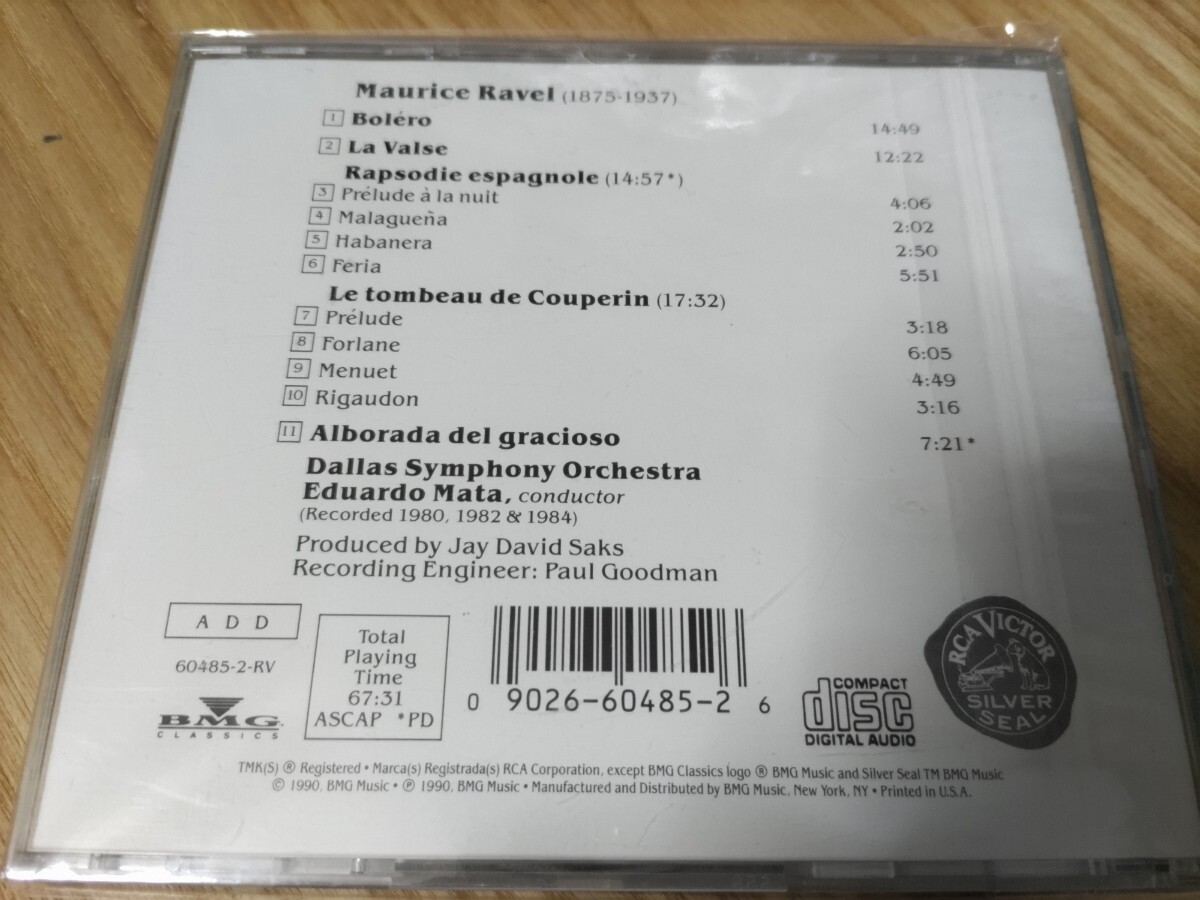 Maurice Ravel (1875-1937)
1 Boléro 14:49
2 La Valse 12:22
Rapsodie espagnole (14:57*)
3 Prélude à la nuit 4:06
4 Malagueña 2:02
5 Habanera 2:50
6 Feria 5:51
Le tombeau de Couperin (17:32)
7 Prélude 3:18
8 Forlane 6:05
9 Menuet 4:49
10 Rigaudon 3:16
11 Alborada del gracioso 7:21*
Dallas Symphony Orchestra
Eduardo Mata, conductor
(Recorded 1980, 1982 & 1984)
Produced by Jay David Saks
Recording Engineer: Paul Goodman
A D D
60485-2-RV
BMG
CLASSICS
Total
Playing
Time
67:31
ASCAP *PD
0 9026-60485-2 6
COMPACT
disc
DIGITAL AUDIO
RCA VICTOR
SILVER
SEAL
TMK(S) ® Registered • Marca(s) Registrada(s) RCA Corporation, except BMG Classics logo ® BMG Music and Silver Seal TM BMG Music
© 1990, BMG Music • ℗ 1990, BMG Music • Manufactured and Distributed by BMG Music, New York, NY • Printed in U.S.A.